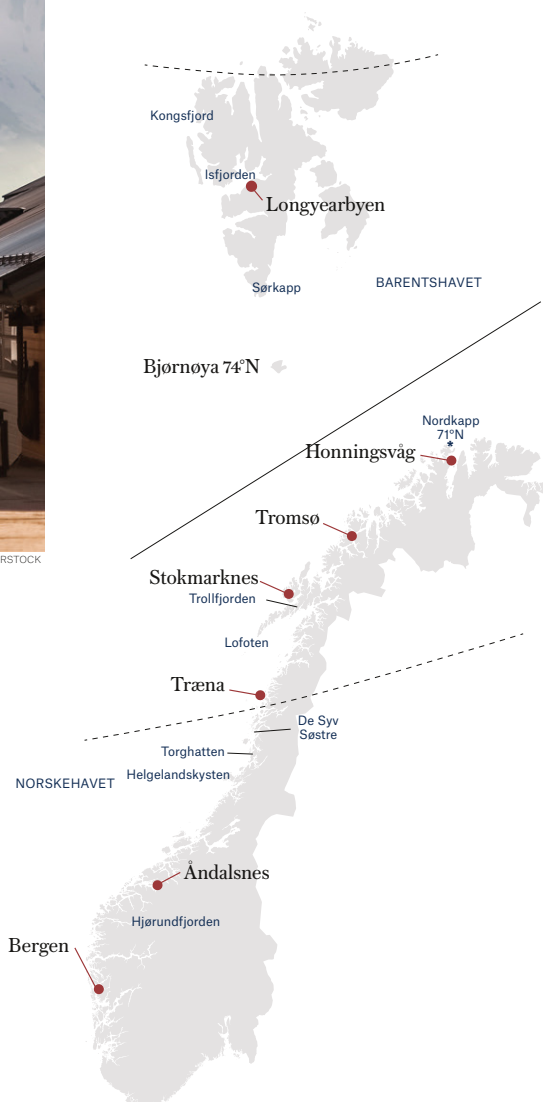 Kongsfjord
Isfjorden
Longyearbyen
Sørkapp
BARENTSHAVET
Bjørnøya 74°N
Nordkapp
71°N
*
Honningsvåg
Tromsø
RSTOCK
Stokmarknes
Trollfjorden
Lofoten
Træna
De Syv
Søstre
Torghatten
Helgelandskysten
NORSKEHAVET
Åndalsnes
Hjørundfjorden
Bergen